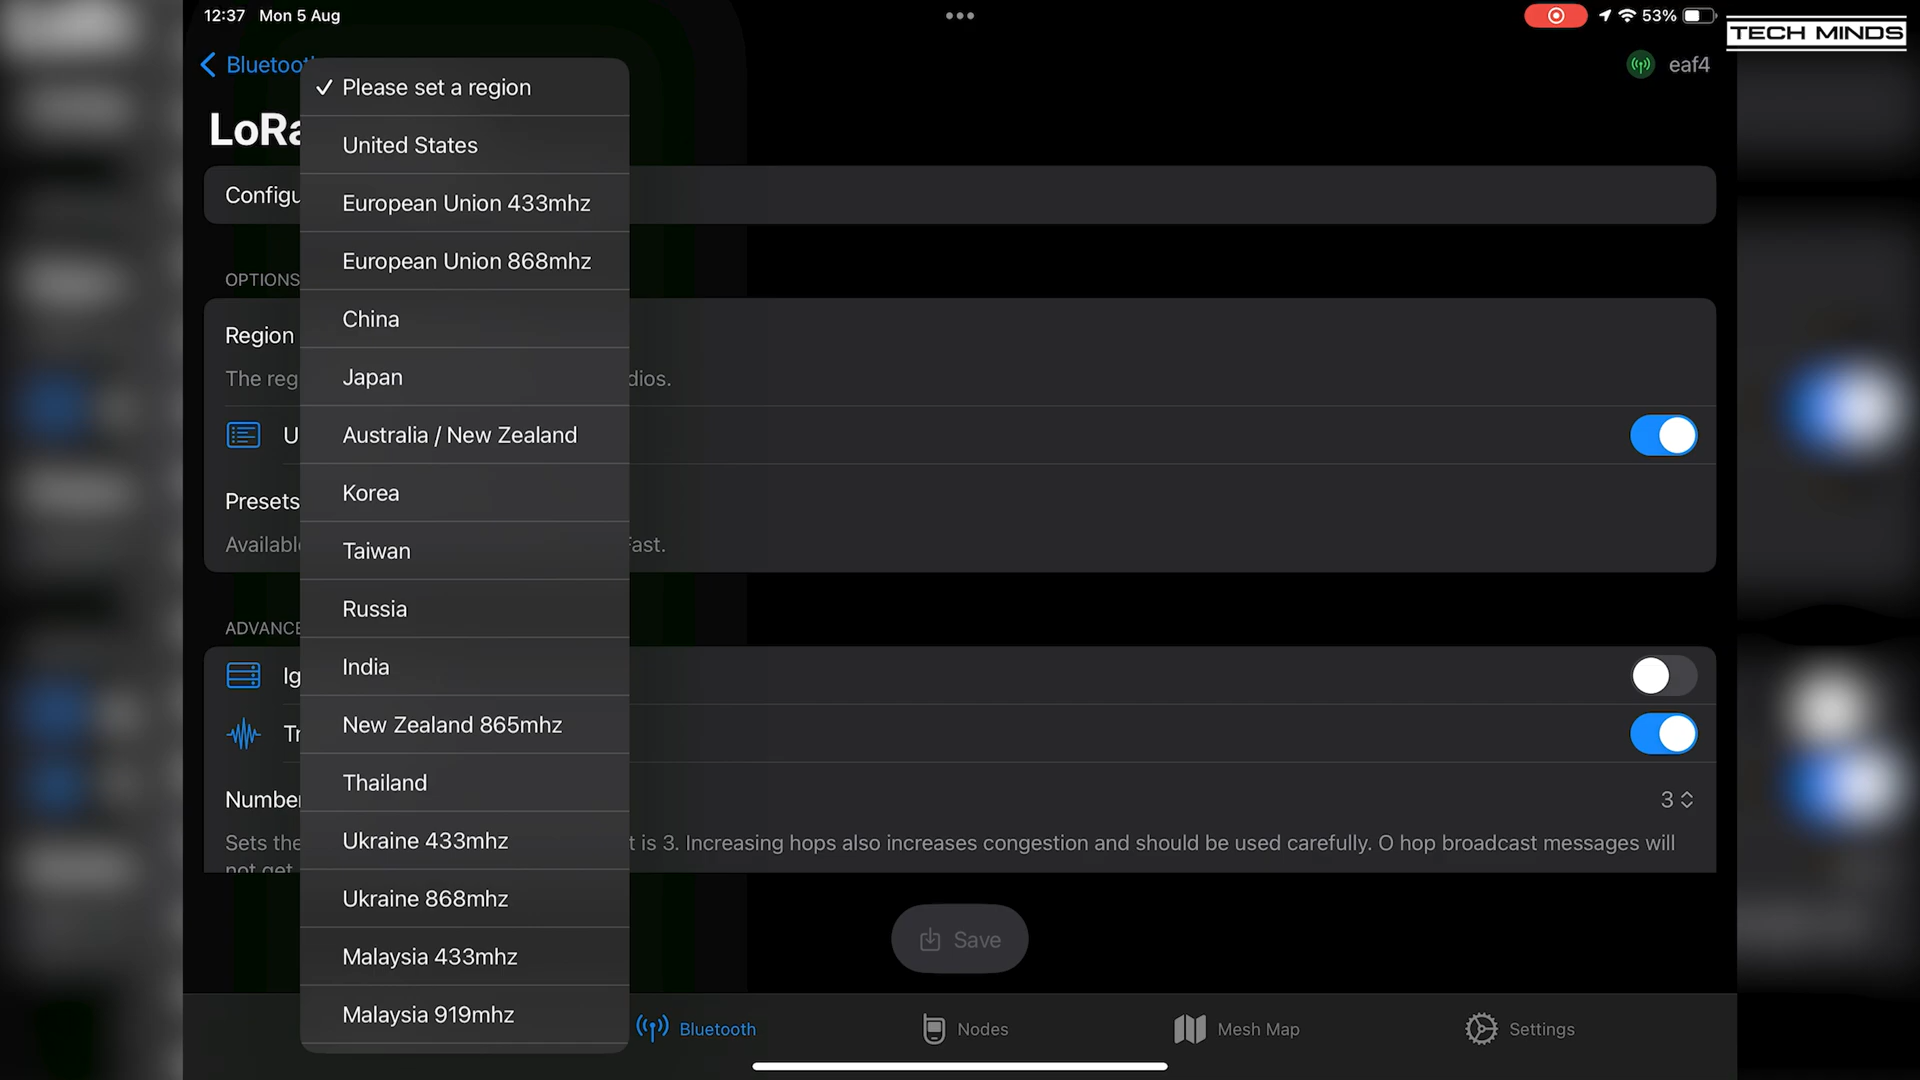 12:37 Mon 5 Aug
53%
TECH MINDS
Bluetoot
eaf4
LoRa
Configu
OPTIONS
Region
The reg
dios.
U
Presets
Availabl
Fast.
ADVANCE
Ig
Tr
Number
3
Sets the
t is 3. Increasing hops also increases congestion and should be used carefully. O hop broadcast messages will
not get
✓ Please set a region
United States
European Union 433mhz
European Union 868mhz
China
Japan
Australia / New Zealand
Korea
Taiwan
Russia
India
New Zealand 865mhz
Thailand
Ukraine 433mhz
Ukraine 868mhz
Malaysia 433mhz
Malaysia 919mhz
Save
Bluetooth
Nodes
Mesh Map
Settings